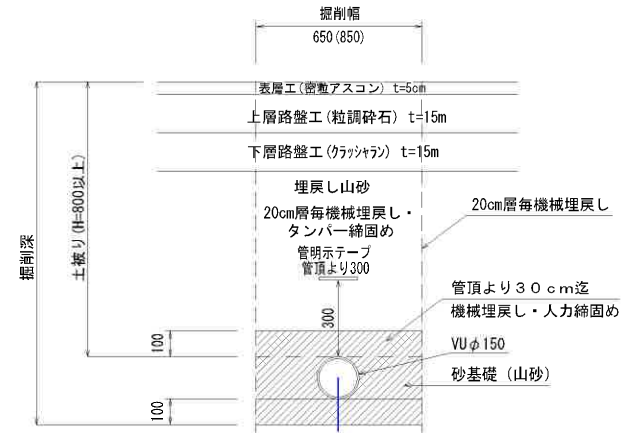 掘削幅
650(850)
表層工(密粒アスコン) t=5cm
上層路盤工(粒調砕石) t=15m
下層路盤工(クラッシャラン) t=15m
埋戻し山砂
20cm層毎機械埋戻し・
タンパー締固め
管明示テープ
管頂より300
300
20cm層毎機械埋戻し
管頂より30cm迄
機械埋戻し・人力締固め
VUφ150
砂基礎(山砂)
掘削深
土被り(H=800以上)
100
100